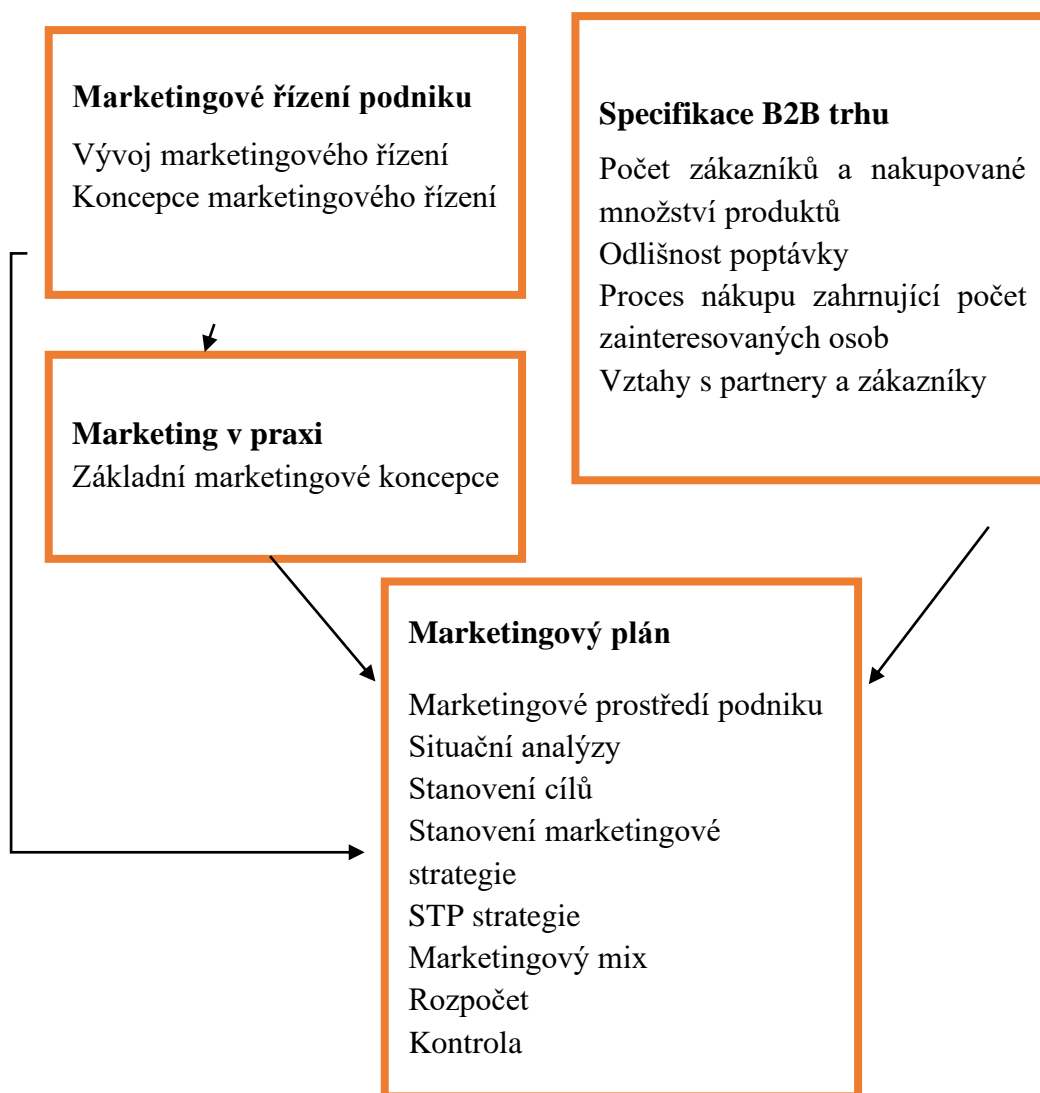 Marketingové řízení podniku
Vývoj marketingového řízení
Koncepce marketingového řízení
Specifikace B2B trhu
Počet zákazníků a nakupované
množství produktů
Odlišnost poptávky
Proces nákupu zahrnující počet
zainteresovaných osob
Vztahy s partnery a zákazníky
Marketing v praxi
Základní marketingové koncepce
Marketingový plán
Marketingové prostředí podniku
Situační analýzy
Stanovení cílů
Stanovení marketingové
strategie
STP strategie
Marketingový mix
Rozpočet
Kontrola